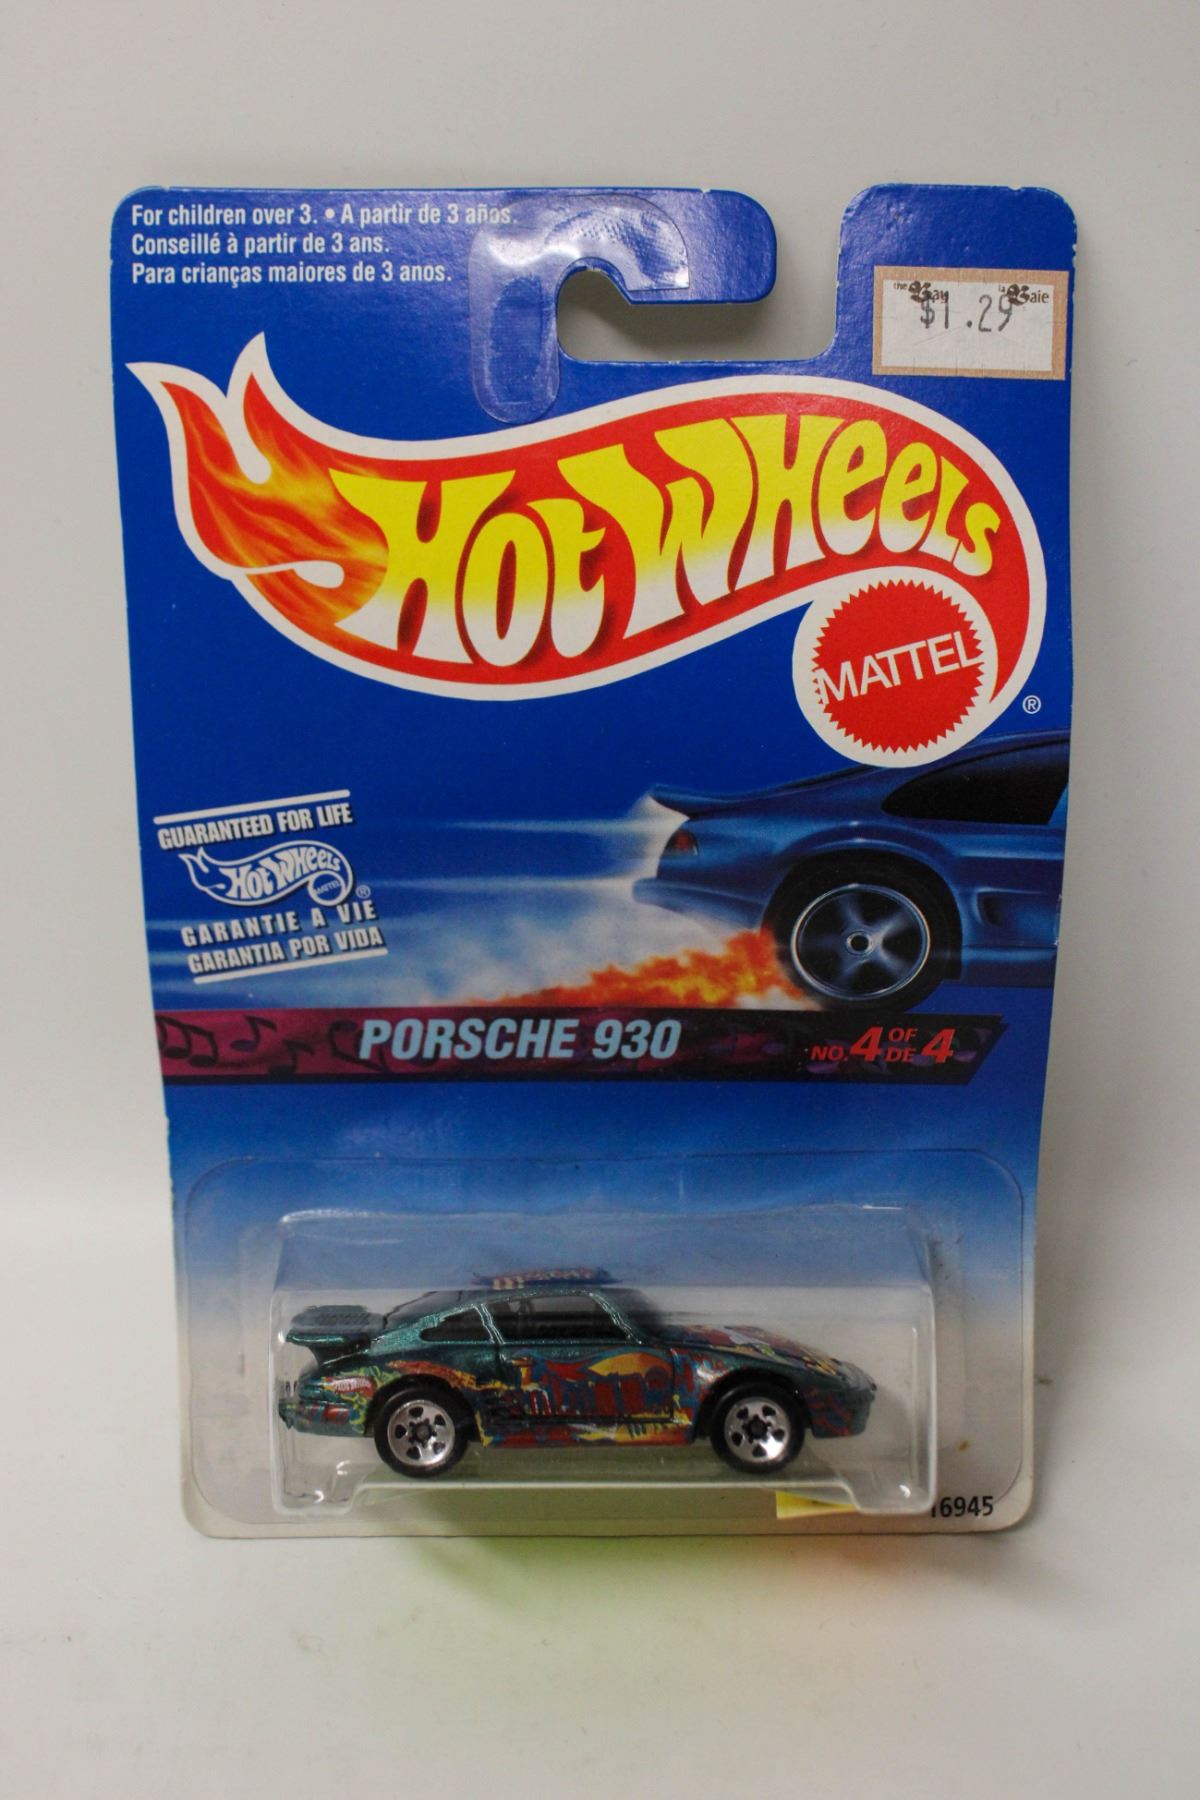 For children over 3. • A partir de 3 años.
Conseillé à partir de 3 ans.
Para crianças maiores de 3 anos.
the Bay la Baie
$1.29
HOT WHEELS
MATTEL
®
GUARANTEED FOR LIFE
HOT WHEELS
MATTEL
®
GARANTIE A VIE
GARANTIA POR VIDA
PORSCHE 930
NO. 4 OF DE 4
16945